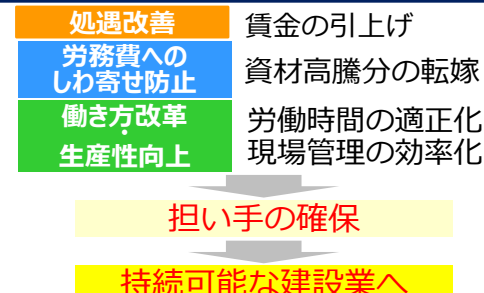 処遇改善
賃金の引上げ
労務費への
しわ寄せ防止
資材高騰分の転嫁
働き方改革
・
生産性向上
労働時間の適正化
現場管理の効率化
担い手の確保
持続可能な建設業へ